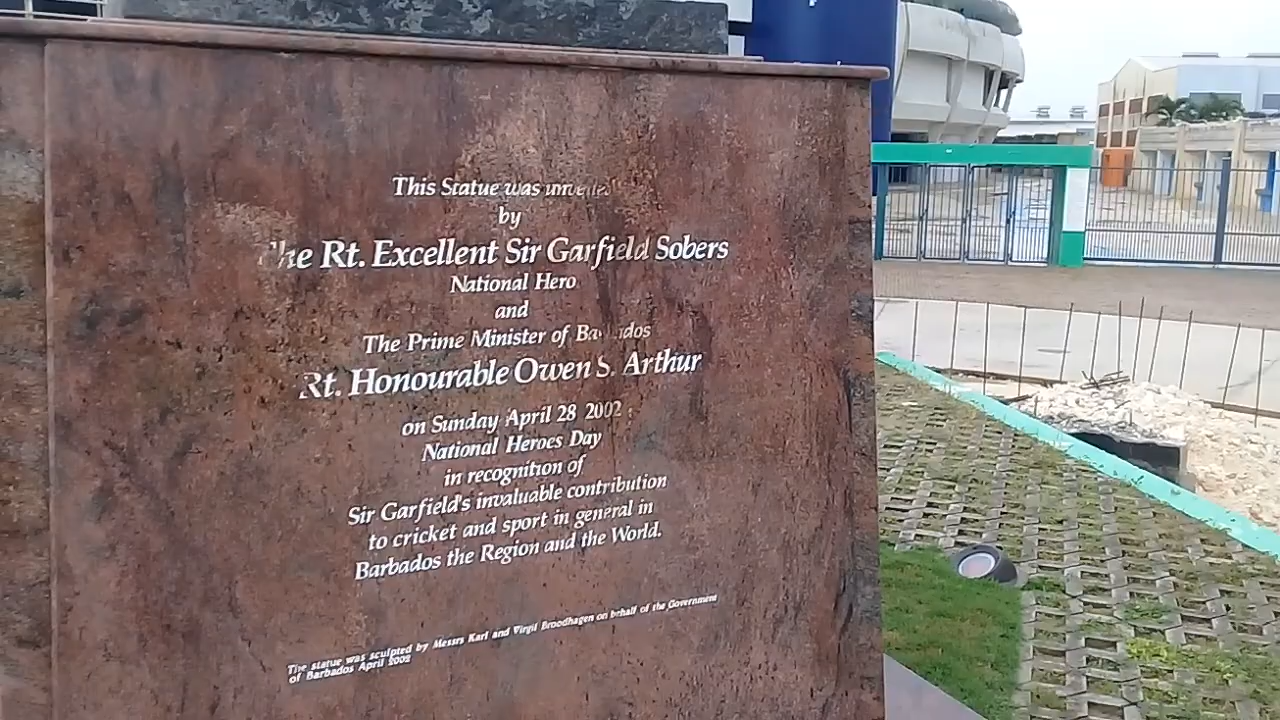 This Statue was unveiled
by
The Rt. Excellent Sir Garfield Sobers
National Hero
and
The Prime Minister of Barbados
Rt. Honourable Owen S. Arthur
on Sunday April 28 2002
National Heroes Day
in recognition of
Sir Garfield's invaluable contribution
to cricket and sport in general in
Barbados the Region and the World.
The statue was sculpted by Messrs Karl and Virgil Broodhagen on behalf of the Government
of Barbados April 2002